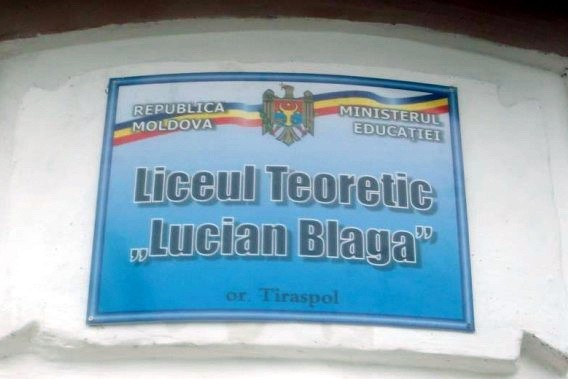 REPUBLICA
MOLDOVA
MINISTERUL
EDUCAȚIEI
Liceul Teoretic
„Lucian Blaga”
or. Tiraspol